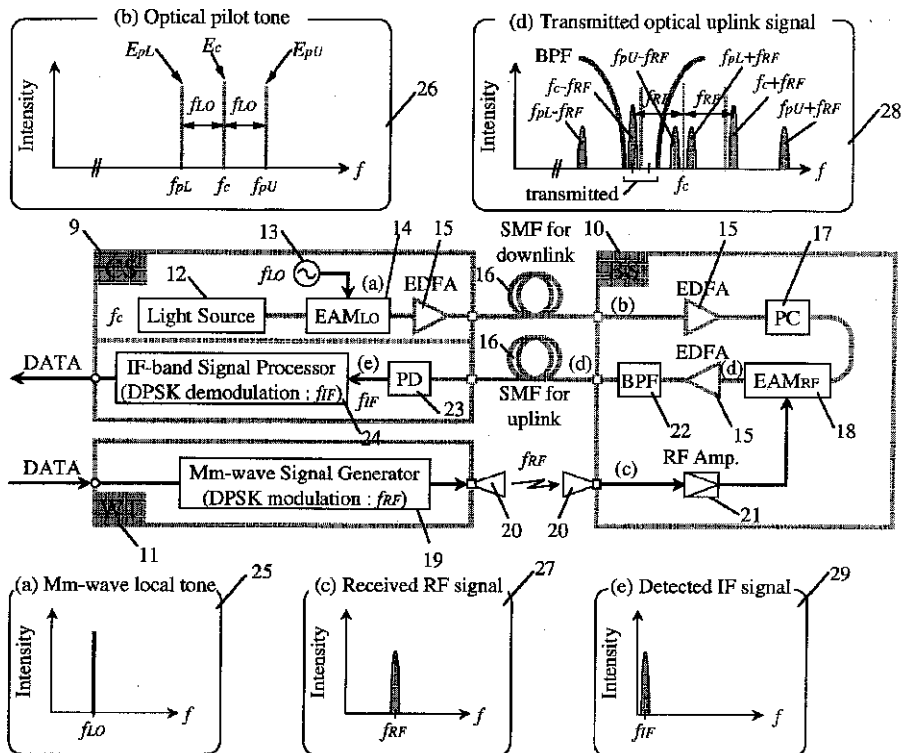 (b) Optical pilot tone
EpL
Ec
EpU
fLO
fLO
Intensity
fpL
fc
fpU
f
26
(d) Transmitted optical uplink signal
BPF
fpU-fRF
fpL+fRF
fc-fRF
fRF
fRF
fc+fRF
fpL-fRF
fpU+fRF
Intensity
transmitted
fc
f
28
9
CS
13
14
15
SMF for
downlink
10
BS
15
17
12
fLO
(a)
EDFA
16
(b)
EDFA
fc
Light Source
EAMLO
PC
DATA
IF-band Signal Processor
(DPSK demodulation : fIF)
(e)
fIF
PD
16
(d)
BPF
EDFA
(d)
EAMRF
24
23
SMF for
uplink
22
15
18
DATA
Mm-wave Signal Generator
(DPSK modulation : fRF)
fRF
(c)
RF Amp.
20
20
21
11
19
(a) Mm-wave local tone
25
Intensity
fLO
f
(c) Received RF signal
27
Intensity
fRF
f
(e) Detected IF signal
29
Intensity
fIF
f